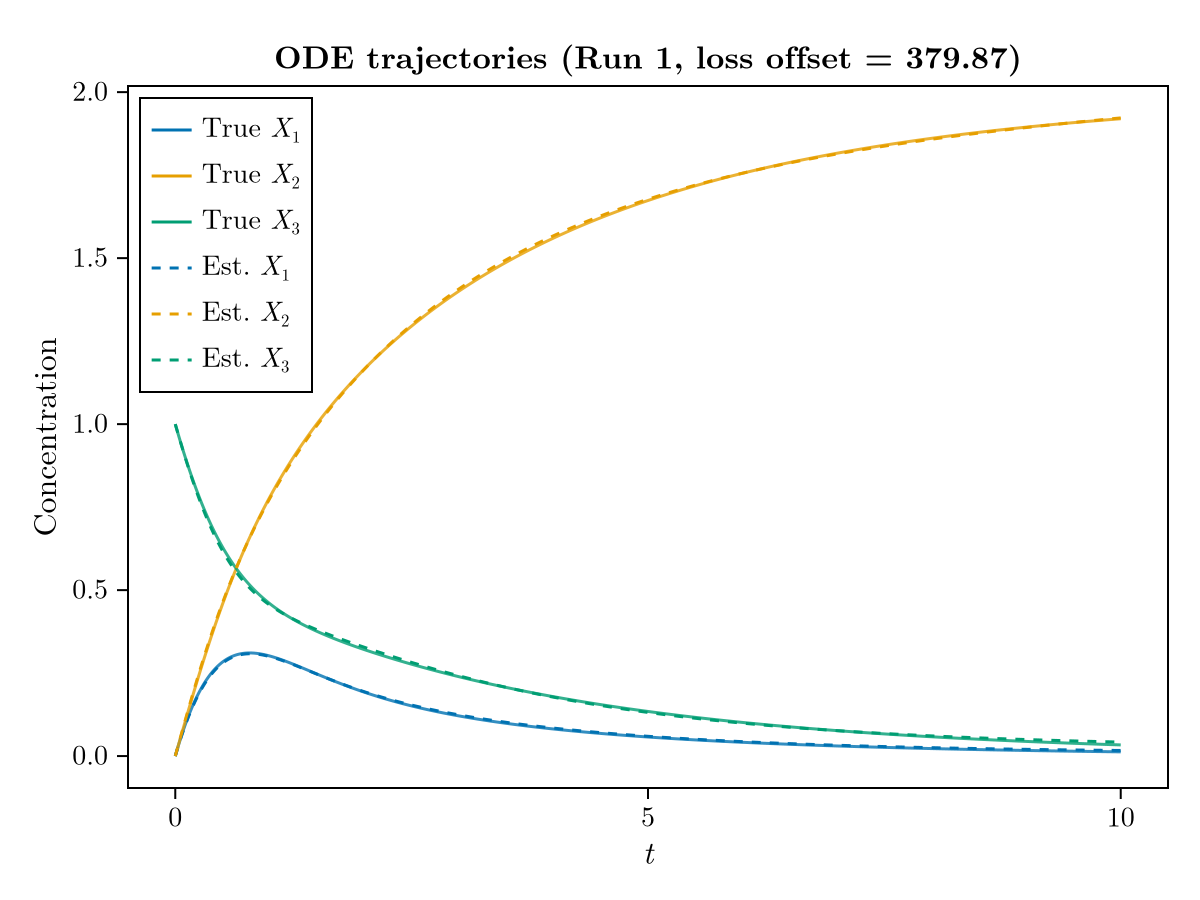 ODE trajectories (Run 1, loss offset = 379.87)
2.0
1.5
1.0
0.5
0.0
Concentration
True X₁
True X₂
True X₃
Est. X₁
Est. X₂
Est. X₃
0
5
10
t